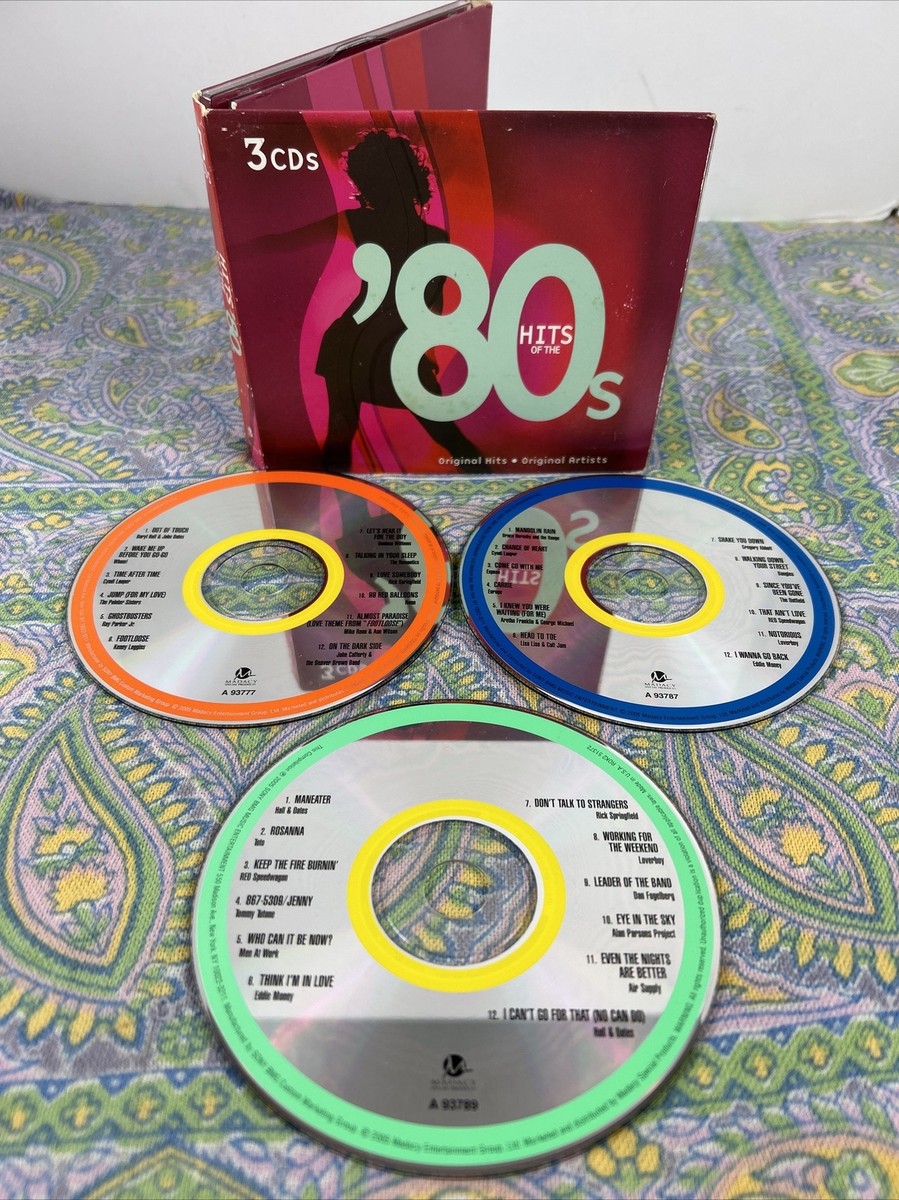 3CDs
'80s
HITS
OF THE
Original Hits • Original Artists
1. OUT OF TOUCH
Daryl Hall & John Oates
2. WAKE ME UP
BEFORE YOU GO-GO
Wham!
3. TIME AFTER TIME
Cyndi Lauper
4. JUMP (FOR MY LOVE)
The Pointer Sisters
5. GHOSTBUSTERS
Ray Parker Jr.
6. FOOTLOOSE
Kenny Loggins
7. LET'S HEAR IT
FOR THE BOY
Deniece Williams
8. TALKING IN YOUR SLEEP
The Romantics
9. LOVE SOMEBODY
Rick Springfield
10. 99 RED BALLOONS
Nena
11. ALMOST PARADISE
(LOVE THEME FROM "FOOTLOOSE")
Mike Reno & Ann Wilson
12. ON THE DARK SIDE
John Cafferty &
the Beaver Brown Band
MADACY
A 93777
1. MANDOLIN RAIN
Bruce Hornsby and the Range
2. CHANGE OF HEART
Cyndi Lauper
3. COME GO WITH ME
Expose
4. CARRIE
Europe
5. I KNEW YOU WERE
WAITING (FOR ME)
Aretha Franklin & George Michael
6. HEAD TO TOE
Lisa Lisa & Cult Jam
7. SHAKE YOU DOWN
Gregory Abbott
8. WALKING DOWN
YOUR STREET
Bangles
9. SINCE YOU'VE
BEEN GONE
The Outfield
10. THAT AIN'T LOVE
REO Speedwagon
11. NOTORIOUS
Loverboy
12. I WANNA GO BACK
Eddie Money
MADACY
A 93787
1. MANEATER
Hall & Oates
2. ROSANNA
Toto
3. KEEP THE FIRE BURNIN'
REO Speedwagon
4. 867-5309/JENNY
Tommy Tutone
5. WHO CAN IT BE NOW?
Men At Work
6. THINK I'M IN LOVE
Eddie Money
7. DON'T TALK TO STRANGERS
Rick Springfield
8. WORKING FOR
THE WEEKEND
Loverboy
9. LEADER OF THE BAND
Dan Fogelberg
10. EYE IN THE SKY
Alan Parsons Project
11. EVEN THE NIGHTS
ARE BETTER
Air Supply
12. I CAN'T GO FOR THAT (NO CAN DO)
Hall & Oates
MADACY
A 93789